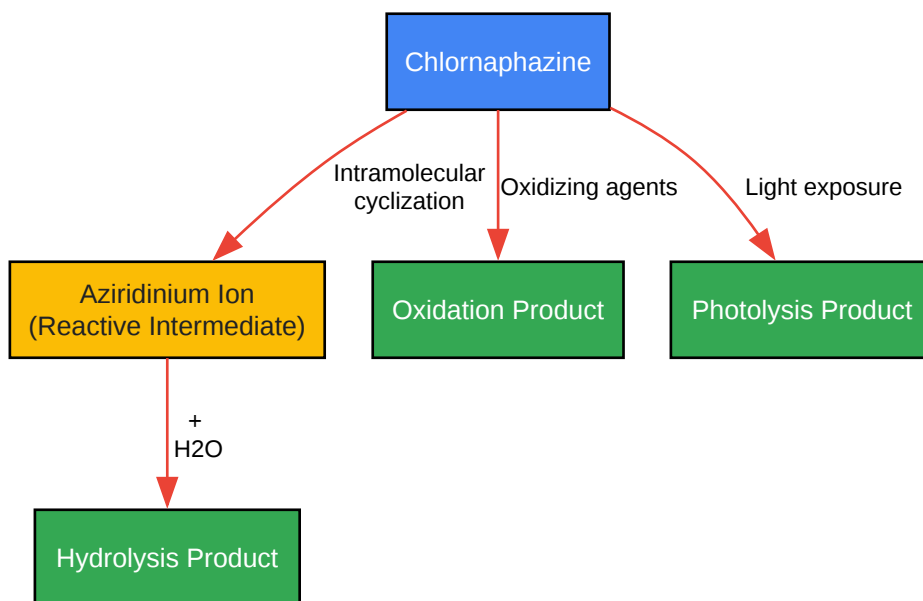 Chlornaphazine
Intramolecular
cyclization
Oxidizing agents
Light exposure
Aziridinium Ion
(Reactive Intermediate)
Oxidation Product
Photolysis Product
+
H2O
Hydrolysis Product